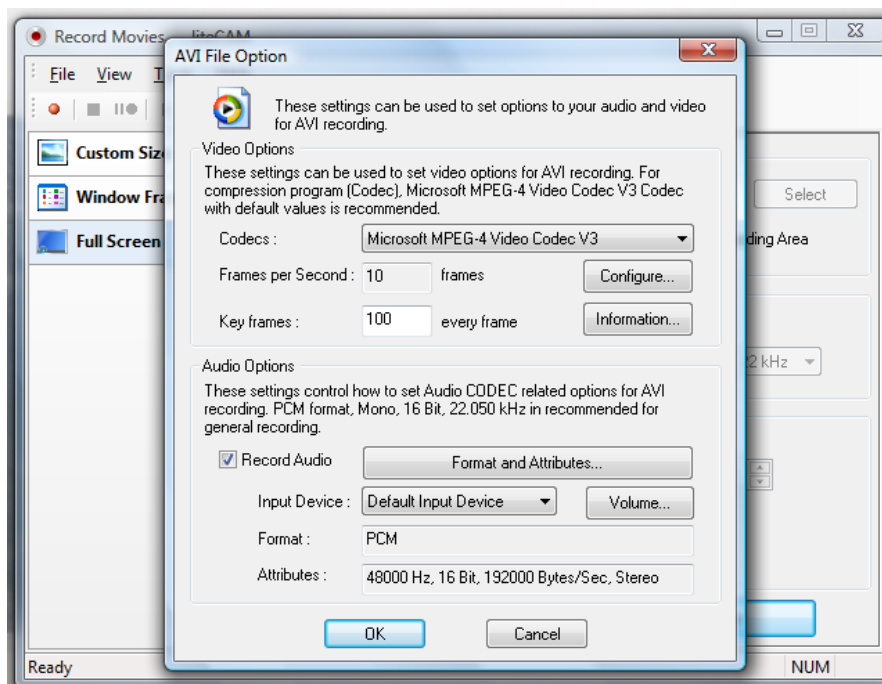 Record Movies
AVI File Option
File View
These settings can be used to set options to your audio and video
for AVI recording.
Custom Size
Video Options
These settings can be used to set video options for AVI recording. For
compression program (Codec), Microsoft MPEG-4 Video Codec V3 Codec
with default values is recommended.
Window
Select
Full Screen
Codecs :
Microsoft MPEG-4 Video Codec V3
Area
Frames per Second :
10
frames
Configure...
Key frames :
100
every frame
Information...
Audio Options
kHz
These settings control how to set Audio CODEC related options for AVI
recording. PCM format, Mono, 16 Bit, 22.050 kHz in recommended for
general recording.
Record Audio
Format and Attributes...
Input Device :
Default Input Device
Volume...
Format :
PCM
Attributes :
48000 Hz, 16 Bit, 192000 Bytes/Sec, Stereo
OK
Cancel
Ready
NUM